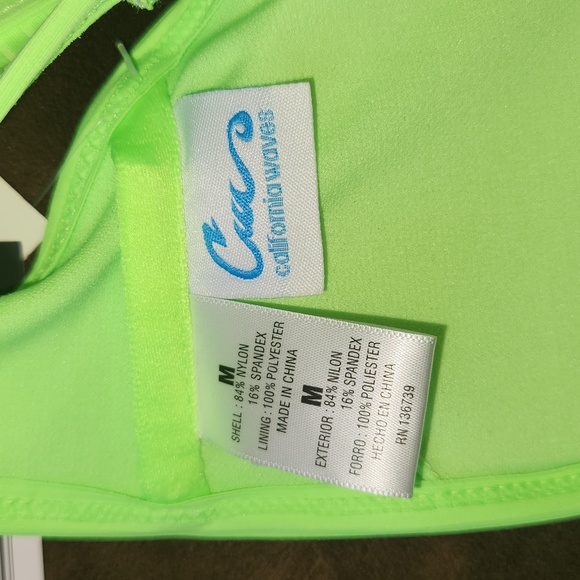 Cwaves
california waves
M
SHELL : 84% NYLON
16% SPANDEX
LINING : 100% POLYESTER
MADE IN CHINA
M
EXTERIOR : 84% NILON
16% SPANDEX
FORRO : 100% POLIESTER
HECHO EN CHINA
RN 136739